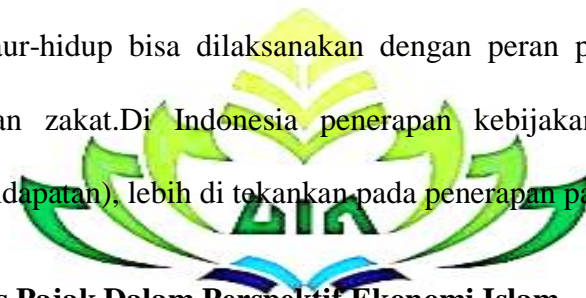 aur-hidup bisa dilaksanakan dengan peran p
an zakat.Di Indonesia penerapan kebijakan
dapatan), lebih di tekankan pada penerapan pa
Pajak Dalam Perspektif Ekonomi Islam